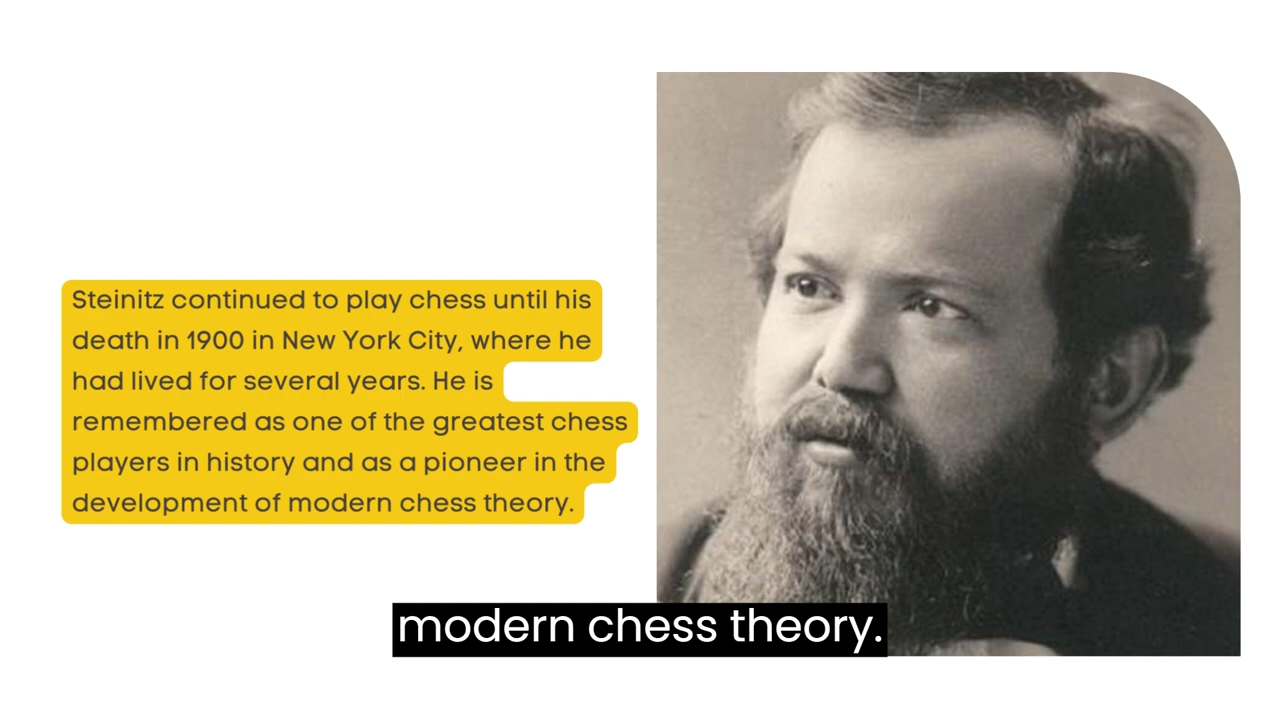 Steinitz continued to play chess until his
death in 1900 in New York City, where he
had lived for several years. He is
remembered as one of the greatest chess
players in history and as a pioneer in the
development of modern chess theory.
modern chess theory.